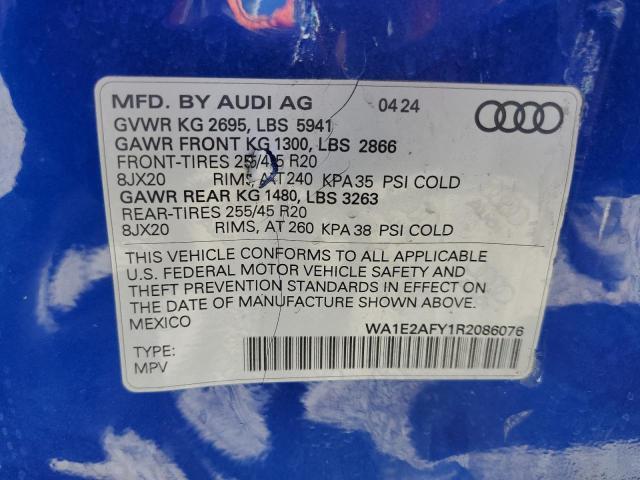 MFD. BY AUDI AG 04 24
GVWR KG 2695, LBS 5941
GAWR FRONT KG 1300, LBS 2866
FRONT-TIRES 255/45 R20
8JX20 RIMS, AT 240 KPA 35 PSI COLD
GAWR REAR KG 1480, LBS 3263
REAR-TIRES 255/45 R20
8JX20 RIMS, AT 260 KPA 38 PSI COLD
THIS VEHICLE CONFORMS TO ALL APPLICABLE
U.S. FEDERAL MOTOR VEHICLE SAFETY AND
THEFT PREVENTION STANDARDS IN EFFECT ON
THE DATE OF MANUFACTURE SHOWN ABOVE.
MEXICO
WA1E2AFY1R2086076
TYPE:
MPV